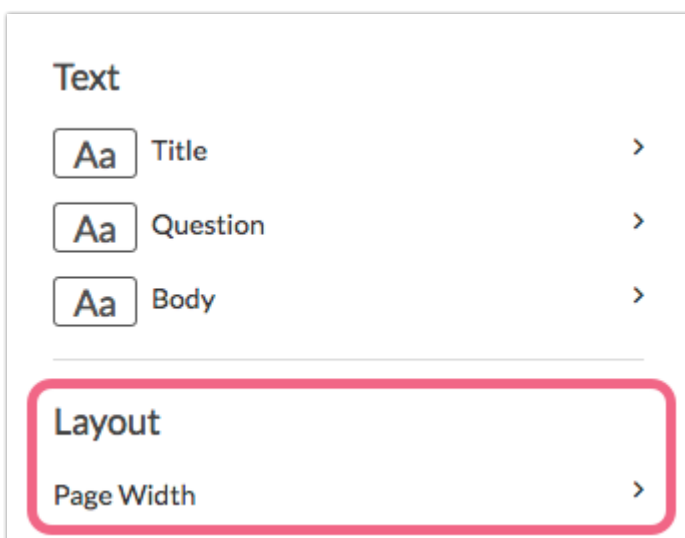 Text
Aa Title
Aa Question
Aa Body
Layout
Page Width